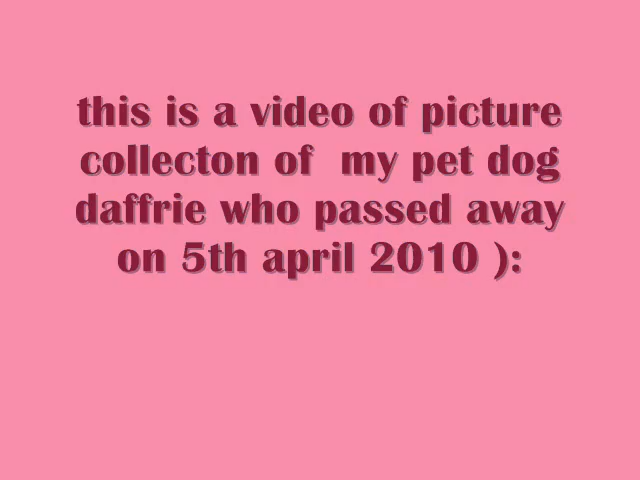 this is a video of picture
collecton of  my pet dog
daffrie who passed away
on 5th april 2010 ):